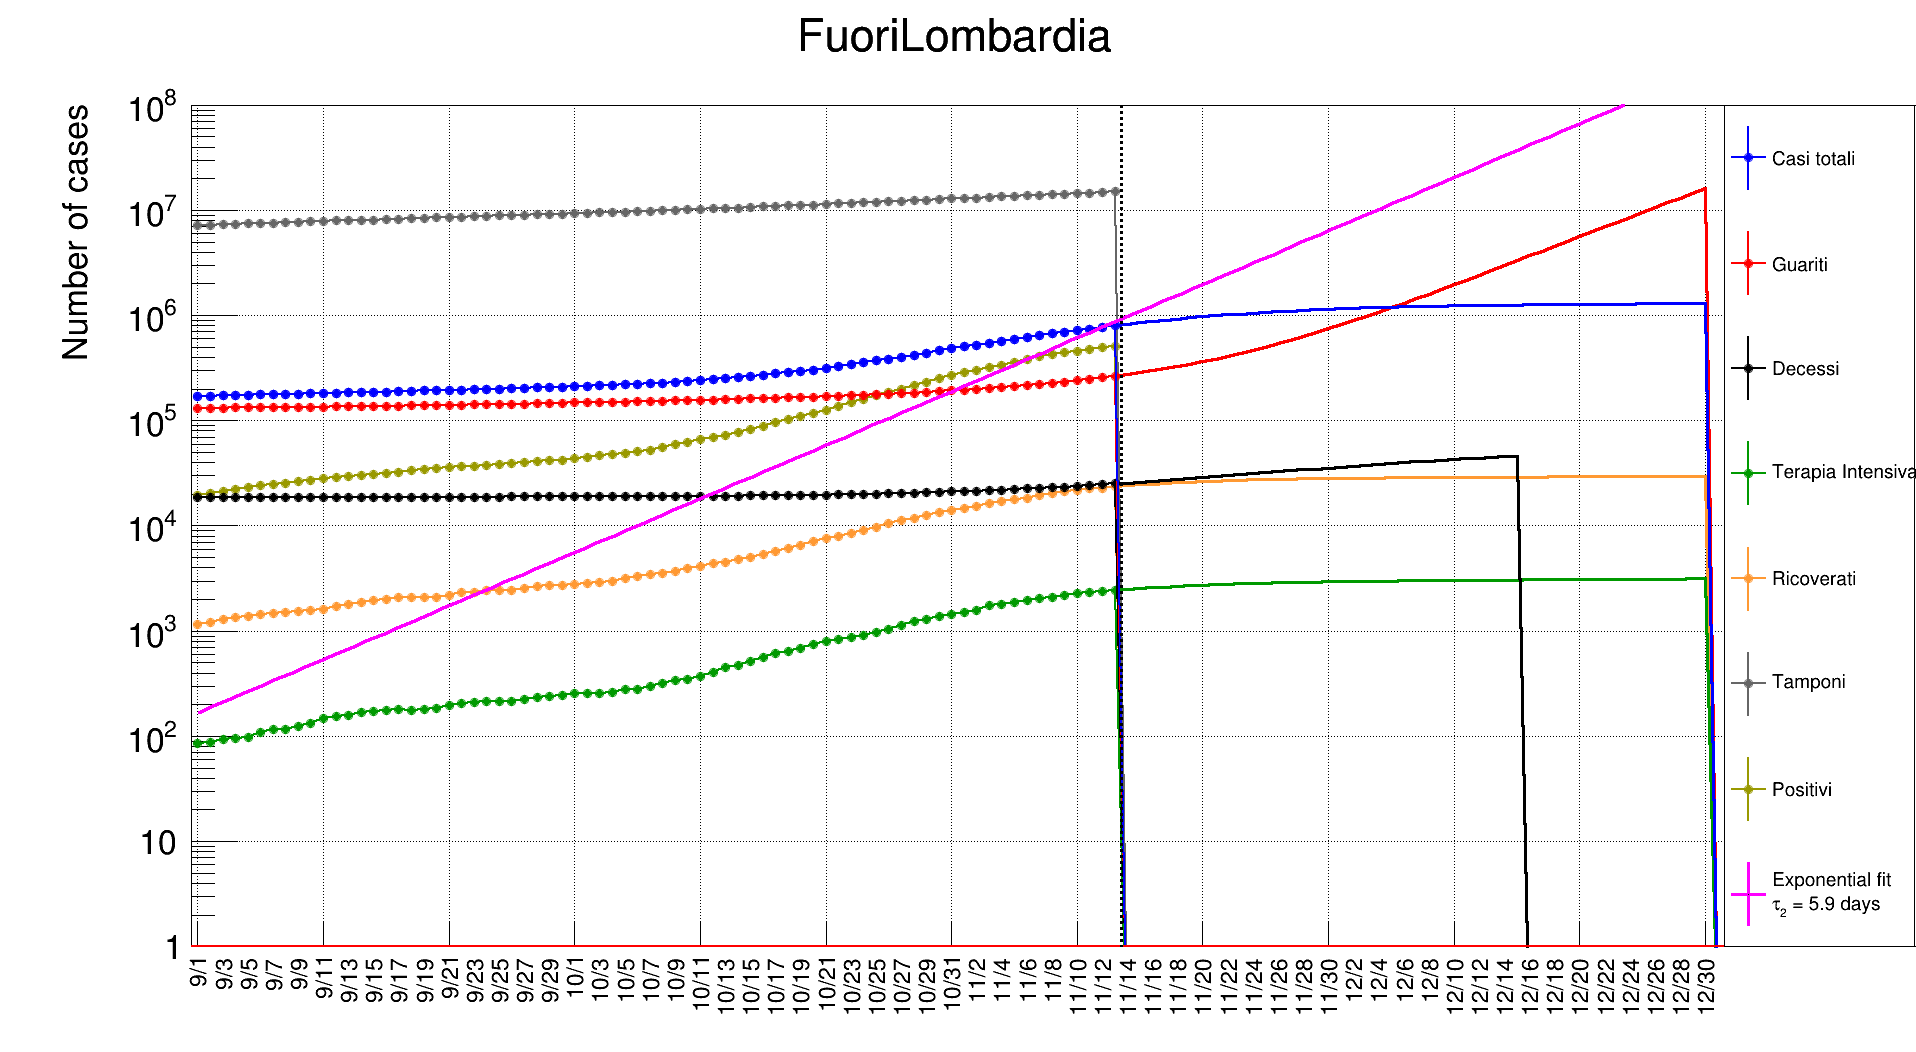 FuoriLombardia
Number of cases
10^8
10^7
10^6
10^5
10^4
10^3
10^2
10
1
9/1 9/3 9/5 9/7 9/9 9/11 9/13 9/15 9/17 9/19 9/21 9/23 9/25 9/27 9/29 10/1 10/3 10/5 10/7 10/9 10/11 10/13 10/15 10/17 10/19 10/21 10/23 10/25 10/27 10/29 10/31 11/2 11/4 11/6 11/8 11/10 11/12 11/14 11/16 11/18 11/20 11/22 11/24 11/26 11/28 11/30 12/2 12/4 12/6 12/8 12/10 12/12 12/14 12/16 12/18 12/20 12/22 12/24 12/26 12/28 12/30
Casi totali
Guariti
Decessi
Terapia Intensiva
Ricoverati
Tamponi
Positivi
Exponential fit
τ₂ = 5.9 days